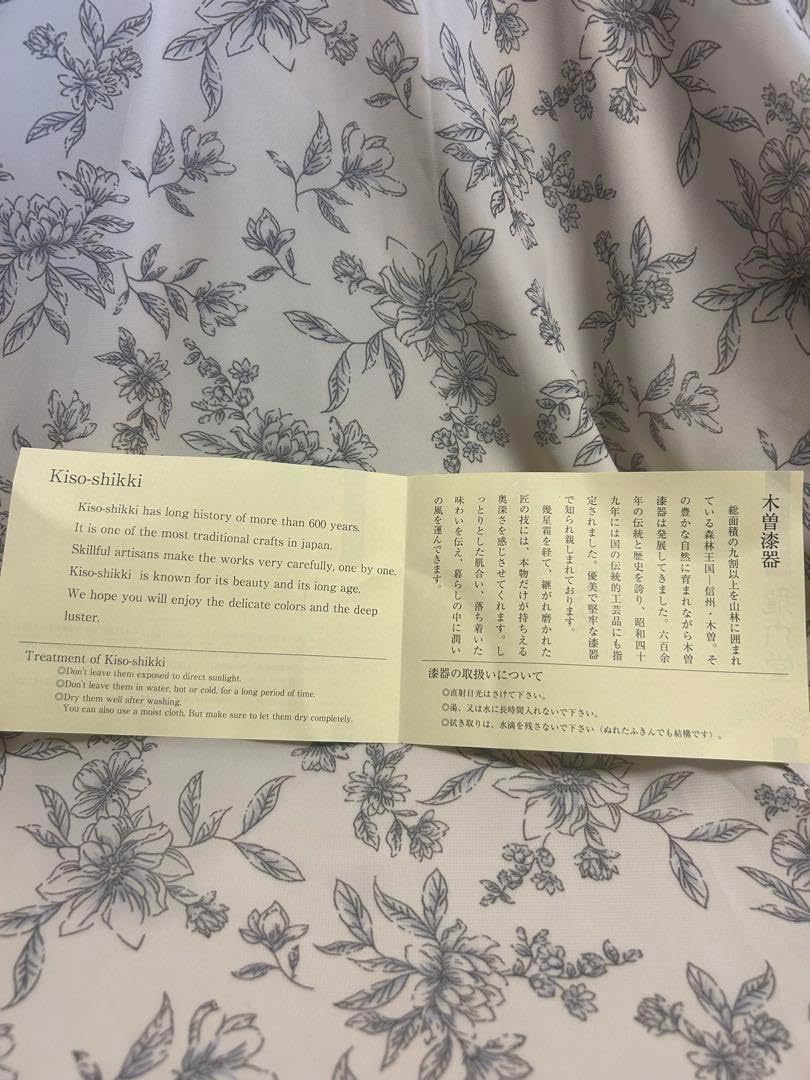 Kiso-shikki
Kiso-shikki has long history of more than 600 years.
It is one of the most traditional crafts in japan.
Skillful artisans make the works very carefully, one by one.
Kiso-shikki is known for its beauty and its long age.
We hope you will enjoy the delicate colors and the deep
luster.
Treatment of Kiso-shikki
◎Don't leave them exposed to direct sunlight.
◎Don't leave them in water, hot or cold, for a long period of time.
◎Dry them well after washing.
You can also use a moist cloth. But make sure to let them dry completely.
木曽漆器
総面積の九割以上を山林に囲まれ
ている森林王国―信州・木曽。そ
の豊かな自然に育まれながら木曽
漆器は発展してきました。六百余
年の伝統と歴史を誇り、昭和四十
九年には国の伝統的工芸品にも指
定されました。優美で堅牢な漆器
で知られ親しまれております。
幾星霜を経て、継がれ磨かれた
匠の技には、本物だけが持ちえる
奥深さを感じさせてくれます。し
っとりとした肌合い、落ち着いた
味わいを伝え、暮らしの中に潤い
の風を運んできます。
漆器の取扱いについて
◎直射日光はさけて下さい。
◎湯、又は水に長時間入れないで下さい。
◎拭き取りは、水滴を残さないで下さい（ぬれたふきんでも結構です）。